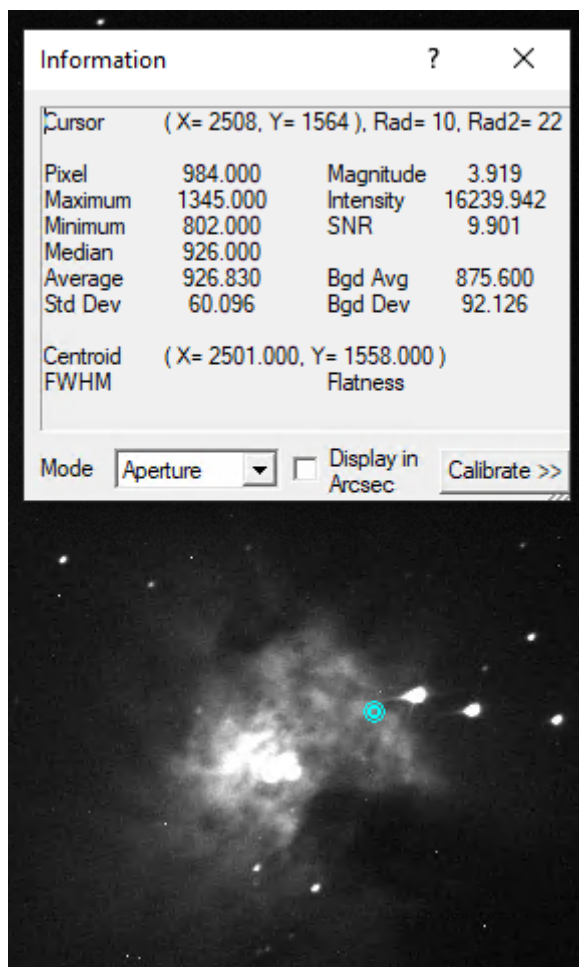 Information ? ×
Cursor ( X= 2508, Y= 1564 ), Rad= 10, Rad2= 22
Pixel 984.000 Magnitude 3.919
Maximum 1345.000 Intensity 16239.942
Minimum 802.000 SNR 9.901
Median 926.000
Average 926.830 Bgd Avg 875.600
Std Dev 60.096 Bgd Dev 92.126
Centroid ( X= 2501.000, Y= 1558.000 )
FWHM Flatness
Mode Aperture Display in
Arcsec Calibrate >>